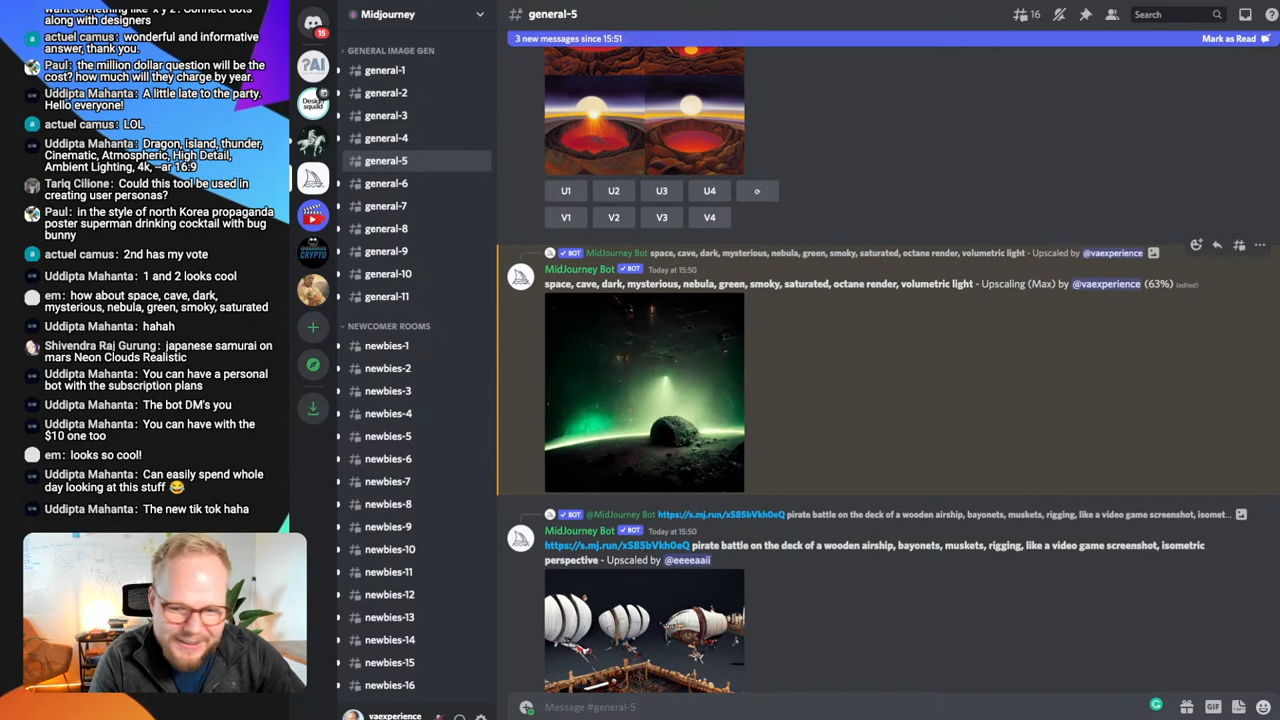 want something like 'x y z'. Connect dots
along with designers
actuel camus: wonderful and informative
answer, thank you.
Paul: the million dollar question will be the
cost? how much will they charge by year.
Uddipta Mahanta: A little late to the party.
Hello everyone!
actuel camus: LOL
Uddipta Mahanta: Dragon, island, thunder,
Cinematic, Atmospheric, High Detail,
Ambient Lighting, 4k, –ar 16:9
Tariq Cilione: Could this tool be used in
creating user personas?
Paul: in the style of north Korea propaganda
poster superman drinking cocktail with bug
bunny
actuel camus: 2nd has my vote
Uddipta Mahanta: 1 and 2 looks cool
em: how about space, cave, dark,
mysterious, nebula, green, smoky, saturated
Uddipta Mahanta: hahah
Shivendra Raj Gurung: japanese samurai on
mars Neon Clouds Realistic
Uddipta Mahanta: You can have a personal
bot with the subscription plans
Uddipta Mahanta: The bot DM's you
Uddipta Mahanta: You can have with the
$10 one too
em: looks so cool!
Uddipta Mahanta: Can easily spend whole
day looking at this stuff 😂
Uddipta Mahanta: The new tik tok haha
15
PAI
Design
squad
CRYPTO
Midjourney
GENERAL IMAGE GEN
general-1
general-2
general-3
general-4
general-5
general-6
general-7
general-8
general-9
general-10
general-11
NEWCOMER ROOMS
newbies-1
newbies-2
newbies-3
newbies-4
newbies-5
newbies-6
newbies-7
newbies-8
newbies-9
newbies-10
newbies-11
newbies-12
newbies-13
newbies-14
newbies-15
newbies-16
vaexperience
general-5
16
Search
3 new messages since 15:51
Mark as Read
U1 U2 U3 U4
V1 V2 V3 V4
BOT MidJourney Bot space, cave, dark, mysterious, nebula, green, smoky, saturated, octane render, volumetric light - Upscaled by @vaexperience
MidJourney Bot BOT Today at 15:50
space, cave, dark, mysterious, nebula, green, smoky, saturated, octane render, volumetric light - Upscaling (Max) by @vaexperience (63%) (edited)
BOT @MidJourney Bot https://s.mj.run/xS85bVkh0eQ pirate battle on the deck of a wooden airship, bayonets, muskets, rigging, like a video game screenshot, isomet...
MidJourney Bot BOT Today at 15:50
https://s.mj.run/xS85bVkh0eQ pirate battle on the deck of a wooden airship, bayonets, muskets, rigging, like a video game screenshot, isometric
perspective - Upscaled by @eeeeaaii
Message #general-5
GIF